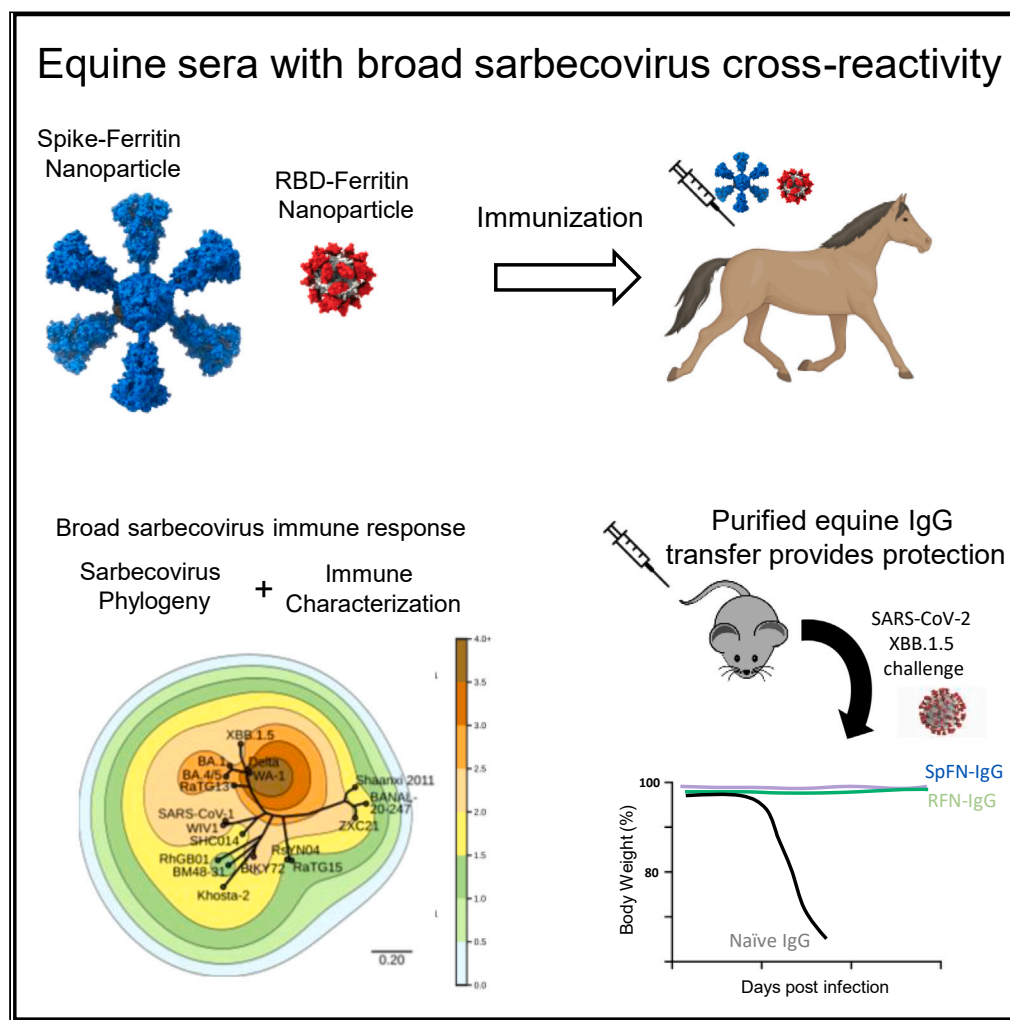 Equine sera with broad sarbecovirus cross-reactivity
Spike-Ferritin
Nanoparticle
RBD-Ferritin
Nanoparticle
Immunization
Broad sarbecovirus immune response
Sarbecovirus
Phylogeny
+
Immune
Characterization
4.0+
3.5
3.0
2.5
2.0
1.5
1.0
0.5
0.0
XBB.1.5
BA.1
Delta
BA.4/5
WA-1
RaTG13
Shaanxi 2011
BANAL-
20-247
SARS-CoV-1
WIV1
ZXC21
SHC014
RsYN04
RhGB01
BtKY72
RaTG15
BM48-31
Khosta-2
0.20
Purified equine IgG
transfer provides protection
SARS-CoV-2
XBB.1.5
challenge
100
SpFN-IgG
RFN-IgG
Body Weight (%)
80
Naïve IgG
Days post infection